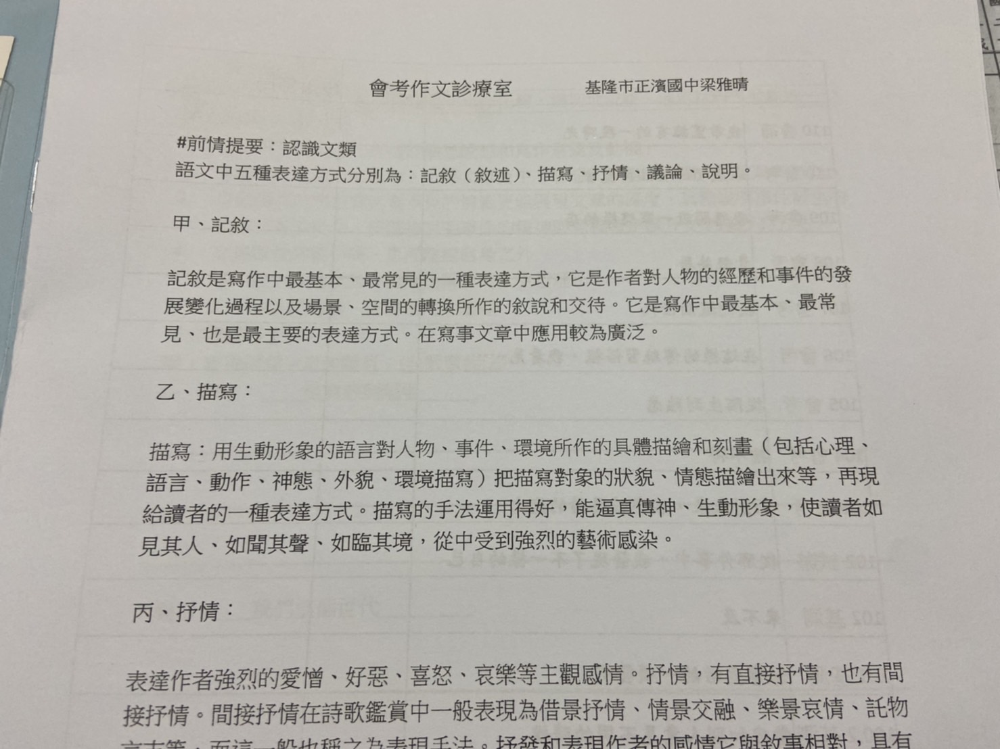 會考作文診療室 基隆市正濱國中梁雅晴
#前情提要：認識文類
語文中五種表達方式分別為：記敘（敘述）、描寫、抒情、議論、說明。
甲、記敘：
記敘是寫作中最基本、最常見的一種表達方式，它是作者對人物的經歷和事件的發
展變化過程以及場景、空間的轉換所作的敘說和交待。它是寫作中最基本、最常
見、也是最主要的表達方式。在寫事文章中應用較為廣泛。
乙、描寫：
描寫：用生動形象的語言對人物、事件、環境所作的具體描繪和刻畫（包括心理、
語言、動作、神態、外貌、環境描寫）把描寫對象的狀貌、情態描繪出來等，再現
給讀者的一種表達方式。描寫的手法運用得好，能逼真傳神、生動形象，使讀者如
見其人、如聞其聲、如臨其境，從中受到強烈的藝術感染。
丙、抒情：
表達作者強烈的愛憎、好惡、喜怒、哀樂等主觀感情。抒情，有直接抒情，也有間
接抒情。間接抒情在詩歌鑑賞中一般表現為借景抒情、情景交融、樂景哀情、託物
言志等，而這一般也稱之為表現手法。抒發和表現作者的感情它與敘事相對，具有